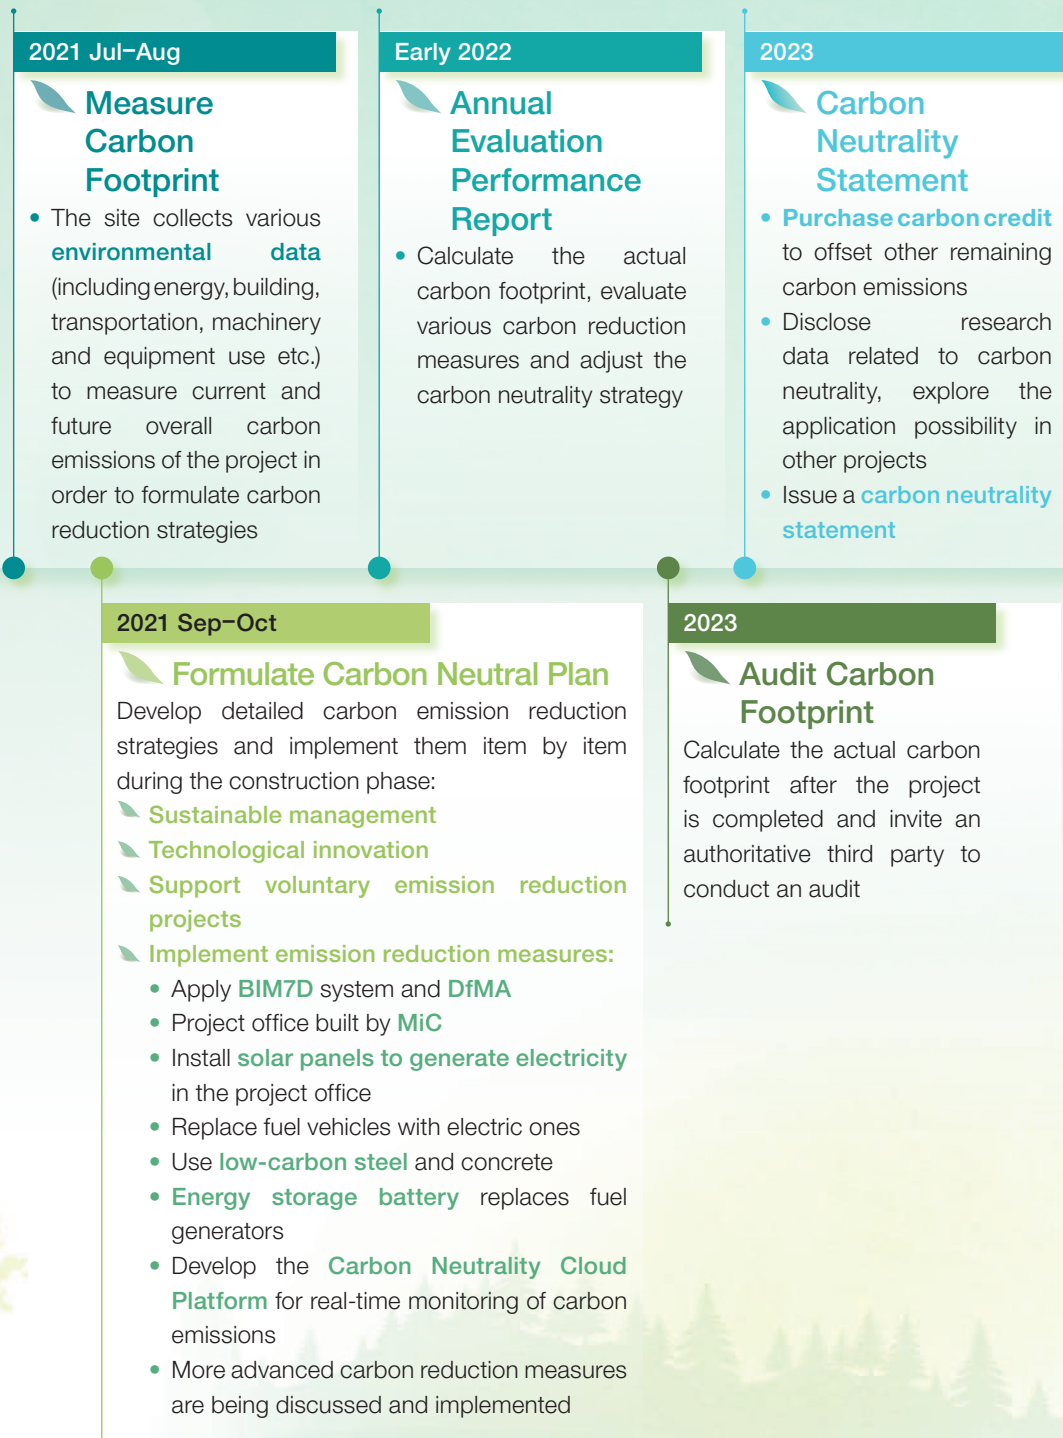 2021 Jul–Aug
Measure
Carbon
Footprint
• The site collects various
environmental data
(including energy, building,
transportation, machinery
and equipment use etc.)
to measure current and
future overall carbon
emissions of the project in
order to formulate carbon
reduction strategies
Early 2022
Annual
Evaluation
Performance
Report
• Calculate the actual
carbon footprint, evaluate
various carbon reduction
measures and adjust the
carbon neutrality strategy
2023
Carbon
Neutrality
Statement
• Purchase carbon credit
to offset other remaining
carbon emissions
• Disclose research
data related to carbon
neutrality, explore the
application possibility in
other projects
• Issue a carbon neutrality
statement
2021 Sep–Oct
Formulate Carbon Neutral Plan
Develop detailed carbon emission reduction
strategies and implement them item by item
during the construction phase:
Sustainable management
Technological innovation
Support voluntary emission reduction
projects
Implement emission reduction measures:
• Apply BIM7D system and DfMA
• Project office built by MiC
• Install solar panels to generate electricity
in the project office
• Replace fuel vehicles with electric ones
• Use low-carbon steel and concrete
• Energy storage battery replaces fuel
generators
• Develop the Carbon Neutrality Cloud
Platform for real-time monitoring of carbon
emissions
• More advanced carbon reduction measures
are being discussed and implemented
2023
Audit Carbon
Footprint
Calculate the actual carbon
footprint after the project
is completed and invite an
authoritative third party to
conduct an audit